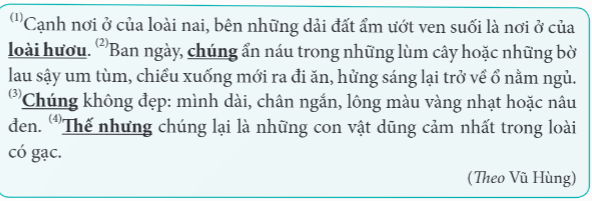 (1)Cạnh nơi ở của loài nai, bên những dải đất ẩm ướt ven suối là nơi ở của
loài hươu. (2)Ban ngày, chúng ẩn náu trong những lùm cây hoặc những bờ
lau sậy um tùm, chiều xuống mới ra đi ăn, hửng sáng lại trở về ổ nằm ngủ.
(3)Chúng không đẹp: mình dài, chân ngắn, lông màu vàng nhạt hoặc nâu
đen. (4)Thế nhưng chúng lại là những con vật dũng cảm nhất trong loài
có gạc.
(Theo Vũ Hùng)